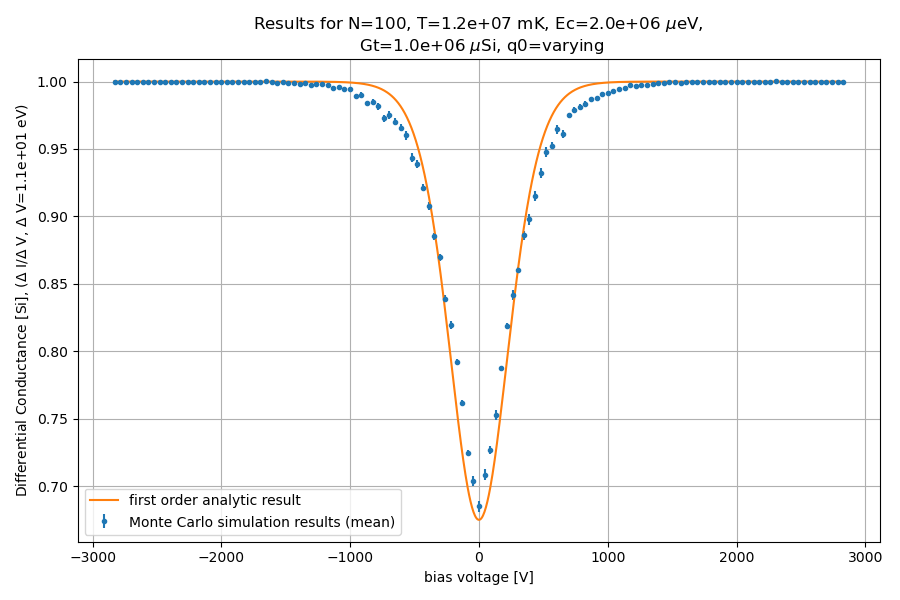 Results for N=100, T=1.2e+07 mK, Ec=2.0e+06 μeV,
Gt=1.0e+06 μSi, q0=varying
Differential Conductance [Si], (Δ I/Δ V, Δ V=1.1e+01 eV)
1.00
0.95
0.90
0.85
0.80
0.75
0.70
first order analytic result
Monte Carlo simulation results (mean)
−3000 −2000 −1000 0 1000 2000 3000
bias voltage [V]